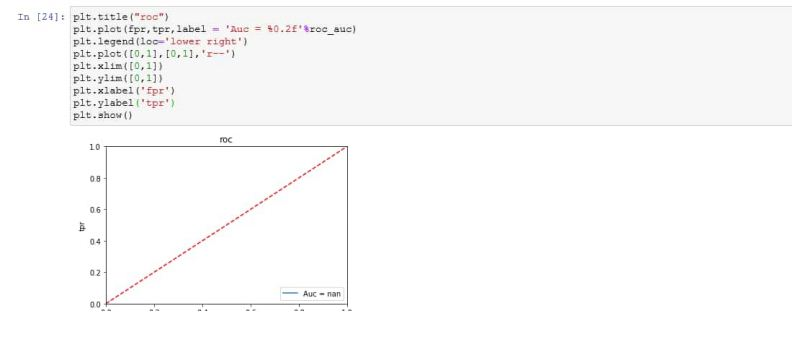 In [24]: plt.title("roc")
plt.plot(fpr,tpr,label = 'Auc = %0.2f'%roc_auc)
plt.legend(loc='lower right')
plt.plot([0,1],[0,1],'r--')
plt.xlim([0,1])
plt.ylim([0,1])
plt.xlabel('fpr')
plt.ylabel('tpr')
plt.show()
roc
1.0
0.8
0.6
tpr
0.4
0.2
Auc = nan
0.0